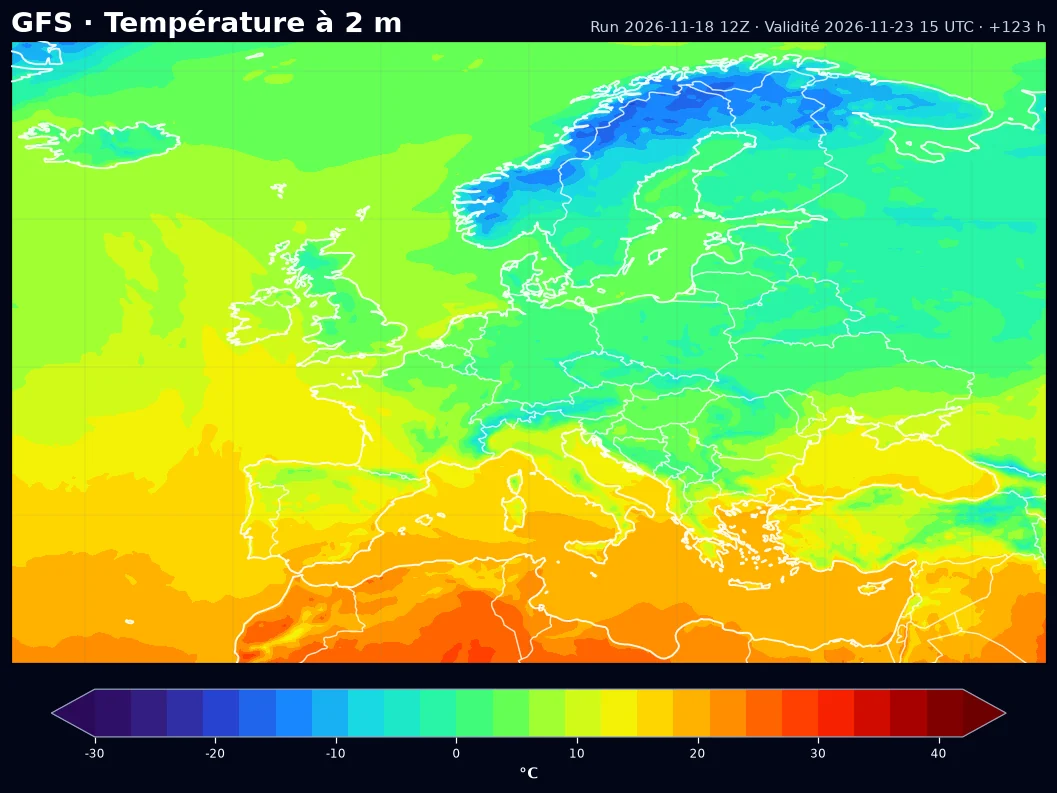 GFS · Température à 2 m
Run 2026-11-18 12Z · Validité 2026-11-23 15 UTC · +123 h
-30 -20 -10 0 10 20 30 40
°C